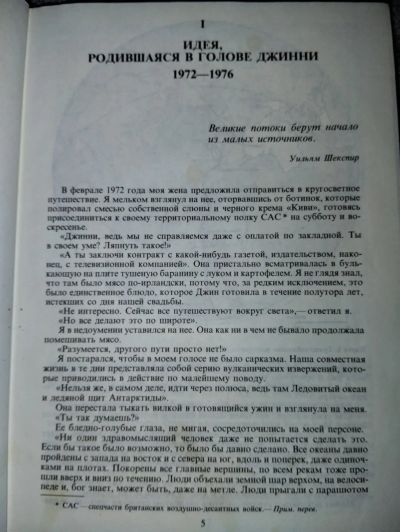 I
ИДЕЯ,
РОДИВШАЯСЯ В ГОЛОВЕ ДЖИННИ
1972—1976
Великие потоки берут начало
из малых источников.
Уильям Шекспир
В феврале 1972 года моя жена предложила отправиться в кругосветное
путешествие. Я мельком взглянул на нее, оторвавшись от ботинок, которые
полировал смесью собственной слюны и черного крема «Киви», готовясь
присоединиться к своему территориальному полку САС* на субботу и вос-
кресенье.
«Джинни, ведь мы не справляемся даже с оплатой по закладной. Ты
в своем уме? Ляпнуть такое!»
«А ты заключи контракт с какой-нибудь газетой, издательством, нако-
нец, с телевизионной компанией». Она пристально всматривалась в буль-
кающую на плите тушеную баранину с луком и картофелем. Я не глядя знал,
что там было мясо по-ирландски, потому что, за редким исключением, это
было единственное блюдо, которое Джин готовила в течение полутора лет,
истекших со дня нашей свадьбы.
«Не интересно. Сейчас все путешествуют вокруг света»,—ответил я.
«Но все делают это по широте».
Я в недоумении уставился на нее. Она как ни в чем не бывало продолжала
помешивать мясо.
«Разумеется, другого пути просто нет!»
Я постарался, чтобы в моем голосе не было сарказма. Наша совместная
жизнь в те дни представляла собой серию вулканических извержений, кото-
рые приводились в действие по малейшему поводу.
«Нельзя же, в самом деле, идти через полюса, ведь там Ледовитый океан
и ледяной щит Антарктиды».
Она перестала тыкать вилкой в готовящийся ужин и взглянула на меня.
«Ты так думаешь?»
Ее бледно-голубые глаза, не мигая, сосредоточились на моей персоне.
«Ни один здравомыслящий человек даже не попытается сделать это.
Если бы такое было возможно, то было бы давно сделано. Все океаны давно
пройдены с запада на восток и с севера на юг, вдоль и поперек, даже одиноч-
ками на плотах. Покорены все главные вершины, по всем рекам тоже про-
шли вверх и вниз по течению. Люди объехали земной шар верхом, на велоси-
педе и, бог знает, может быть, даже на метле. Люди прыгали с парашютом
* САС—спецчасти британских воздушно-десантных войск.—Прим. перев.
5